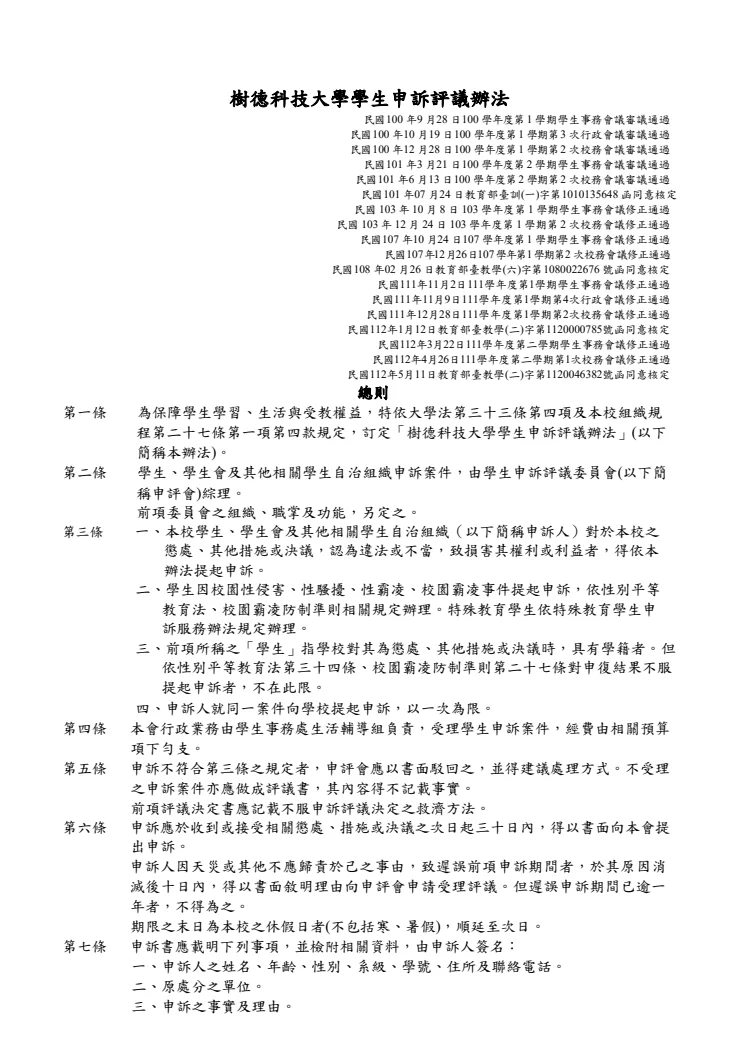 樹德科技大學學生申訴評議辦法
民國100 年9 月28 日100 學年度第1 學期學生事務會議審議通過
民國100 年10 月19 日100 學年度第1 學期第3 次行政會議審議通過
民國100 年12 月28 日100 學年度第1 學期第2 次校務會議審議通過
民國101 年3 月21 日100 學年度第2 學期學生事務會議審議通過
民國101 年6 月13 日100 學年度第2 學期第2 次校務會議審議通過
民國101 年07 月24 日教育部臺訓(一)字第1010135648 函同意核定
民國 103 年 10 月 8 日 103 學年度第 1 學期學生事務會議修正通過
民國 103 年 12 月 24 日 103 學年度第 1 學期第 2 次校務會議修正通過
民國107 年10 月24 日107 學年度第1 學期學生事務會議修正通過
民國107年12月26日107學年第1學期第2 次校務會議修正通過
民國108 年02 月26 日教育部臺教學(六)字第1080022676 號函同意核定
民國111年11月2日111學年度第1學期學生事務會議修正通過
民國111年11月9日111學年度第1學期第4次行政會議修正通過
民國111年12月28日111學年度第1學期第2次校務會議修正通過
民國112年1月12日教育部臺教學(二)字第1120000785號函同意核定
民國112年3月22日111學年度第二學期學生事務會議修正通過
民國112年4月26日111學年度第二學期第1次校務會議修正通過
民國112年5月11日教育部臺教學(二)字第1120046382號函同意核定
總則
第一條 為保障學生學習、生活與受教權益，特依大學法第三十三條第四項及本校組織規
程第二十七條第一項第四款規定，訂定「樹德科技大學學生申訴評議辦法」(以下
簡稱本辦法)。
第二條 學生、學生會及其他相關學生自治組織申訴案件，由學生申訴評議委員會(以下簡
稱申評會)綜理。
前項委員會之組織、職掌及功能，另定之。
第三條 一、本校學生、學生會及其他相關學生自治組織（以下簡稱申訴人）對於本校之
懲處、其他措施或決議，認為違法或不當，致損害其權利或利益者，得依本
辦法提起申訴。
二、學生因校園性侵害、性騷擾、性霸凌、校園霸凌事件提起申訴，依性別平等
教育法、校園霸凌防制準則相關規定辦理。特殊教育學生依特殊教育學生申
訴服務辦法規定辦理。
三、前項所稱之「學生」指學校對其為懲處、其他措施或決議時，具有學籍者。但
依性別平等教育法第三十四條、校園霸凌防制準則第二十七條對申復結果不服
提起申訴者，不在此限。
四、申訴人就同一案件向學校提起申訴，以一次為限。
第四條 本會行政業務由學生事務處生活輔導組負責，受理學生申訴案件，經費由相關預算
項下勻支。
第五條 申訴不符合第三條之規定者，申評會應以書面駁回之，並得建議處理方式。不受理
之申訴案件亦應做成評議書，其內容得不記載事實。
前項評議決定書應記載不服申訴評議決定之救濟方法。
第六條 申訴應於收到或接受相關懲處、措施或決議之次日起三十日內，得以書面向本會提
出申訴。
申訴人因天災或其他不應歸責於己之事由，致遲誤前項申訴期間者，於其原因消
滅後十日內，得以書面敘明理由向申評會申請受理評議。但遲誤申訴期間已逾一
年者，不得為之。
期限之末日為本校之休假日者(不包括寒、暑假)，順延至次日。
第七條 申訴書應載明下列事項，並檢附相關資料，由申訴人簽名：
一、申訴人之姓名、年齡、性別、系級、學號、住所及聯絡電話。
二、原處分之單位。
三、申訴之事實及理由。